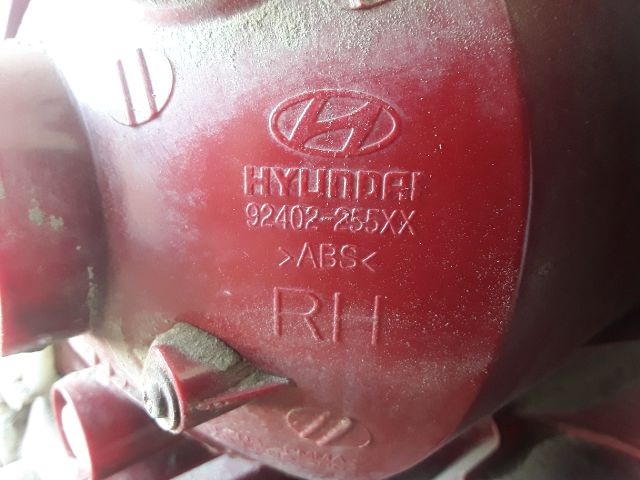 HYUNDAI
92402-255XX
>ABS<
RH